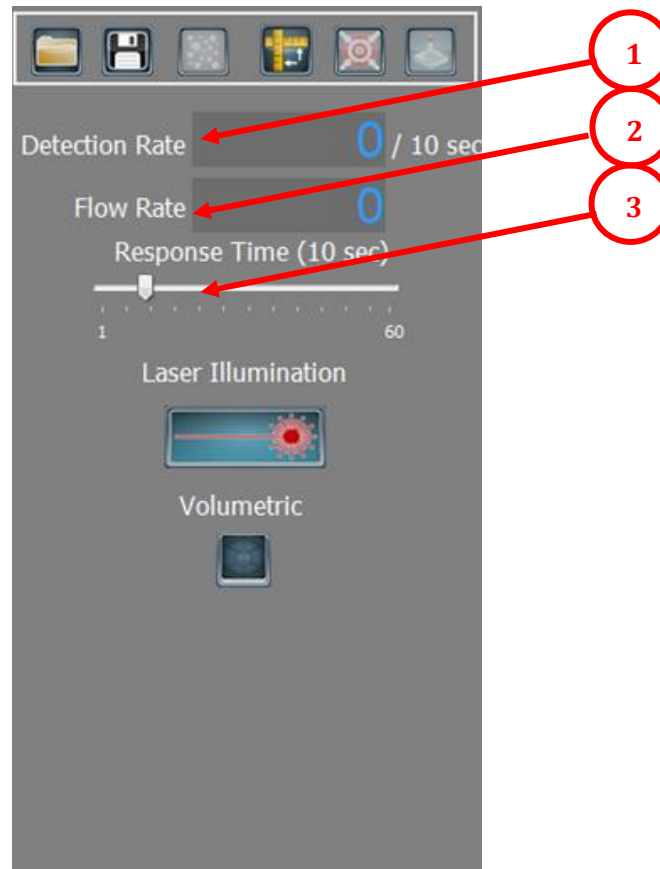 1
Detection Rate 0 / 10 sec
2
Flow Rate 0
3
Response Time (10 sec)
1 60
Laser Illumination
Volumetric